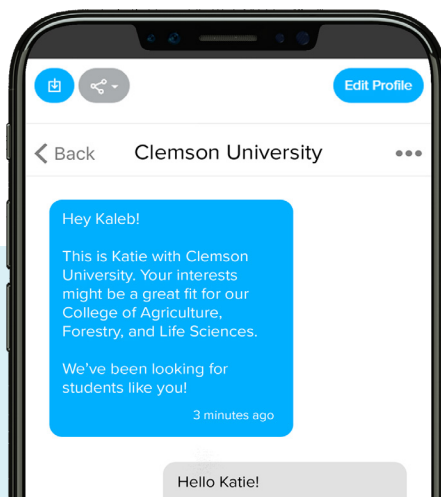 Edit Profile
Back
Clemson University
Hey Kaleb!
This is Katie with Clemson
University. Your interests
might be a great fit for our
College of Agriculture,
Forestry, and Life Sciences.
We've been looking for
students like you!
3 minutes ago
Hello Katie!